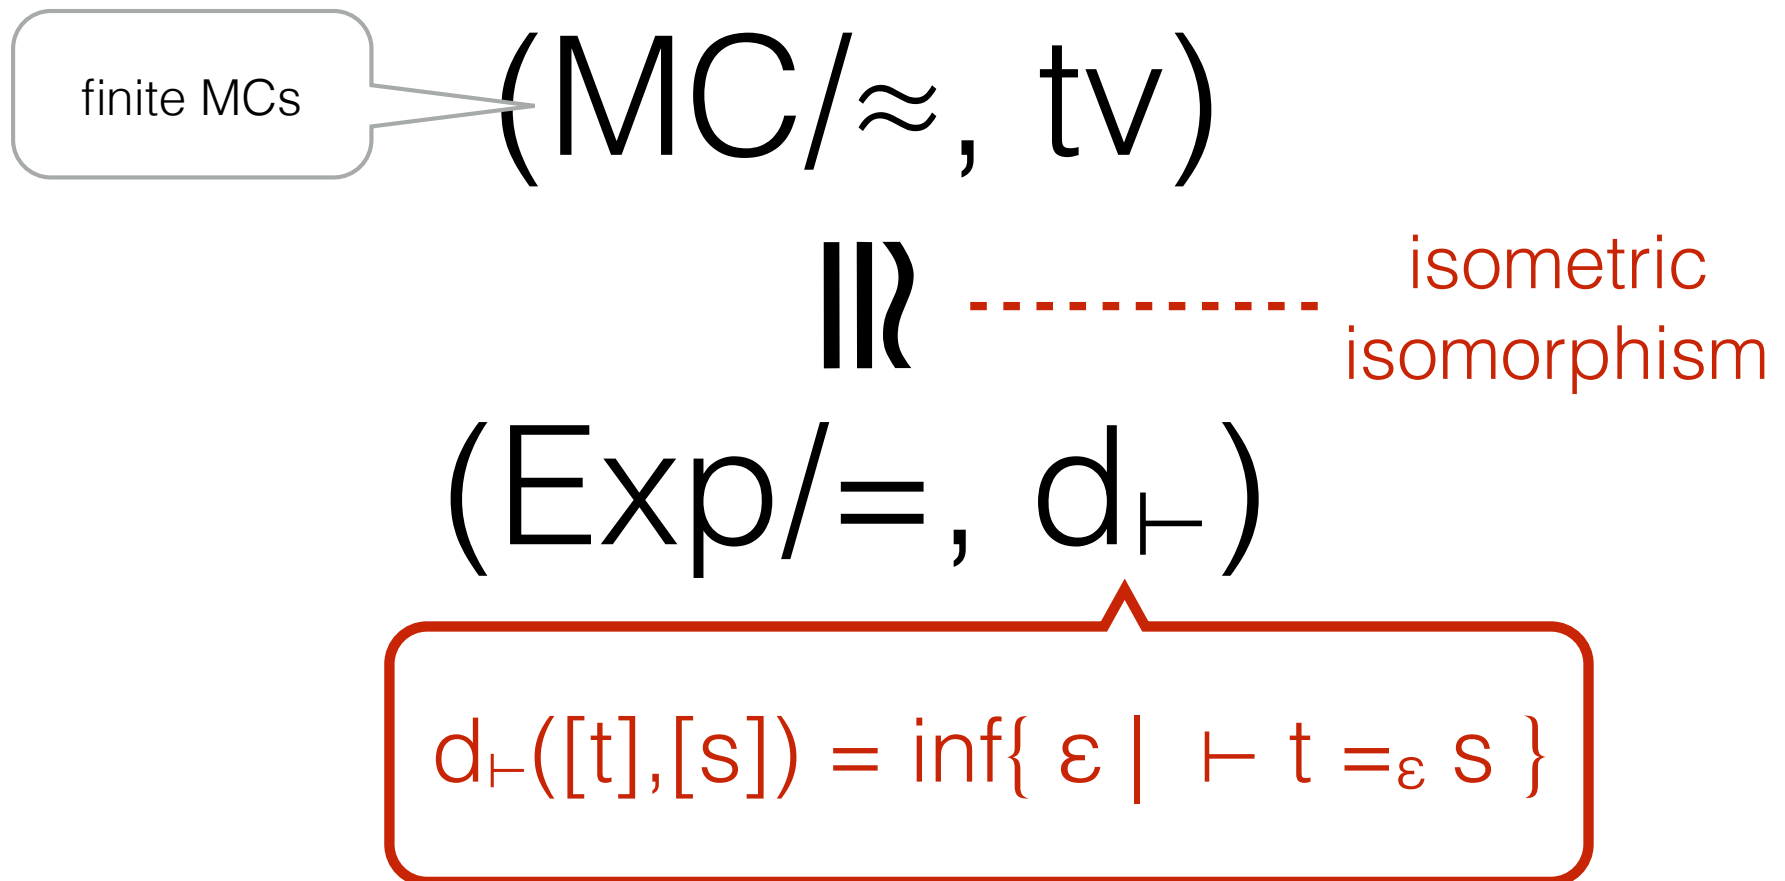 finite MCs
(MC/≈, tv)
≅
isometric
isomorphism
(Exp/=, d⊢)
d⊢([t],[s]) = inf{ ε | ⊢ t =ε s }